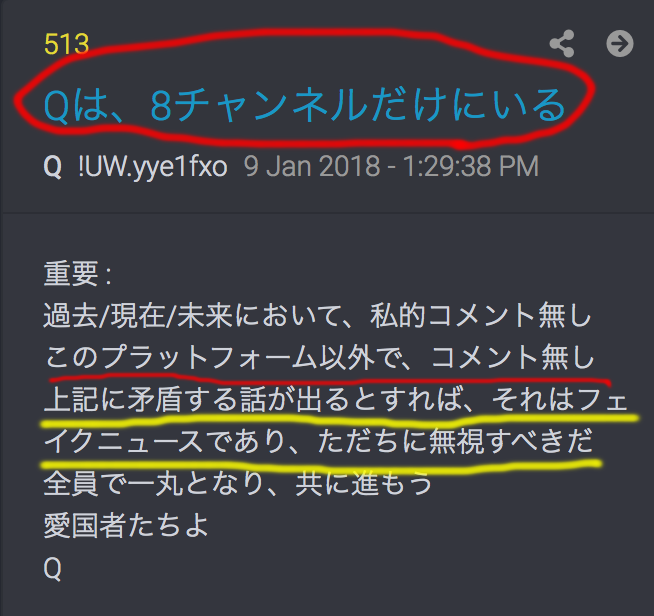 513
Qは、8チャンネルだけにいる
Q !UW.yye1fxo 9 Jan 2018 - 1:29:38 PM
重要 :
過去/現在/未来において、私的コメント無し
このプラットフォーム以外で、コメント無し
上記に矛盾する話が出るとすれば、それはフェ
イクニュースであり、ただちに無視すべきだ
全員で一丸となり、共に進もう
愛国者たちよ
Q